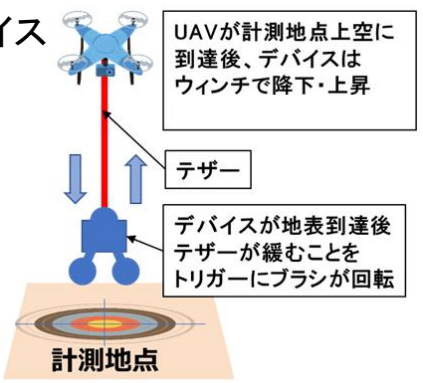 イス
UAVが計測地点上空に
到達後、デバイスは
ウィンチで降下・上昇
テザー
デバイスが地表到達後
テザーが緩むことを
トリガーにブラシが回転
計測地点